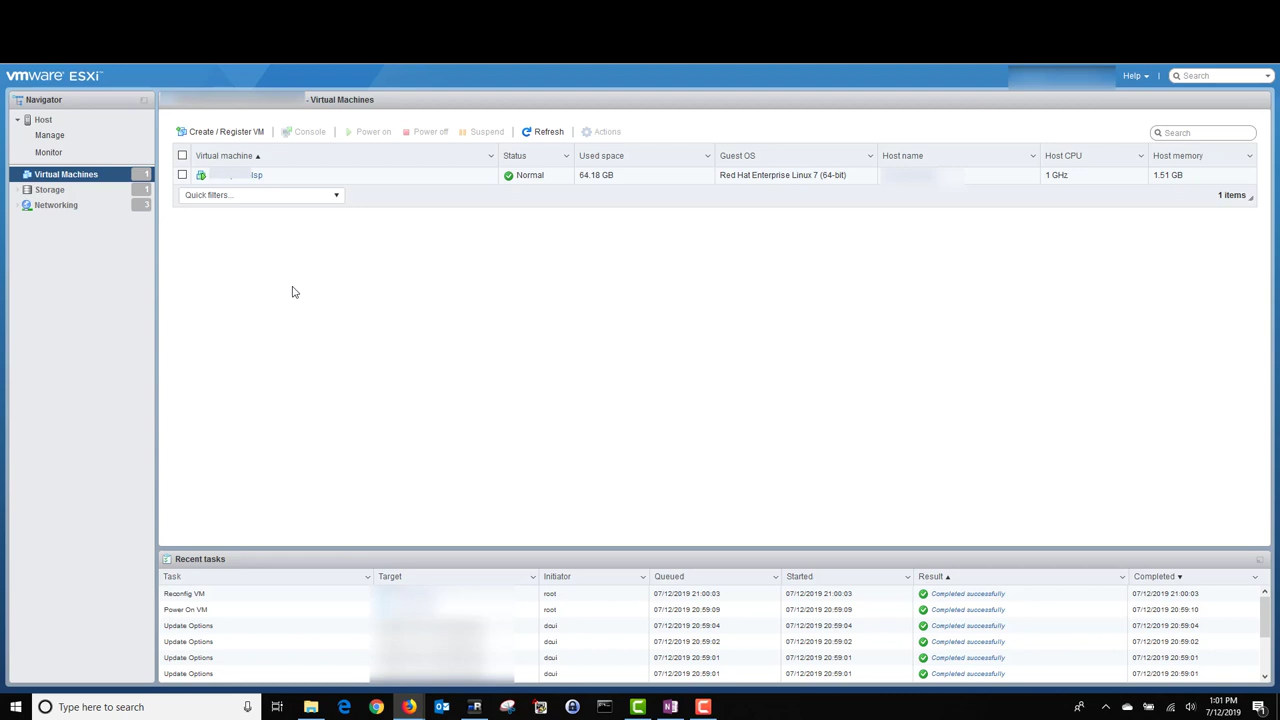 vmware® ESXi™
Help
Search
Navigator
- Virtual Machines
Host
Manage
Monitor
Virtual Machines 1
Storage 1
Networking 3
Create / Register VM
Console
Power on
Power off
Suspend
Refresh
Actions
Search
Virtual machine
Status
Used space
Guest OS
Host name
Host CPU
Host memory
lsp
Normal
64.18 GB
Red Hat Enterprise Linux 7 (64-bit)
1 GHz
1.51 GB
Quick filters...
1 items
Recent tasks
Task
Target
Initiator
Queued
Started
Result
Completed
Reconfig VM root 07/12/2019 21:00:03 07/12/2019 21:00:03 Completed successfully 07/12/2019 21:00:03
Power On VM root 07/12/2019 20:59:09 07/12/2019 20:59:09 Completed successfully 07/12/2019 20:59:10
Update Options dcui 07/12/2019 20:59:04 07/12/2019 20:59:04 Completed successfully 07/12/2019 20:59:04
Update Options dcui 07/12/2019 20:59:02 07/12/2019 20:59:02 Completed successfully 07/12/2019 20:59:02
Update Options dcui 07/12/2019 20:59:01 07/12/2019 20:59:01 Completed successfully 07/12/2019 20:59:01
Update Options dcui 07/12/2019 20:59:01 07/12/2019 20:59:01 Completed successfully 07/12/2019 20:59:01
Type here to search
1:01 PM
7/12/2019